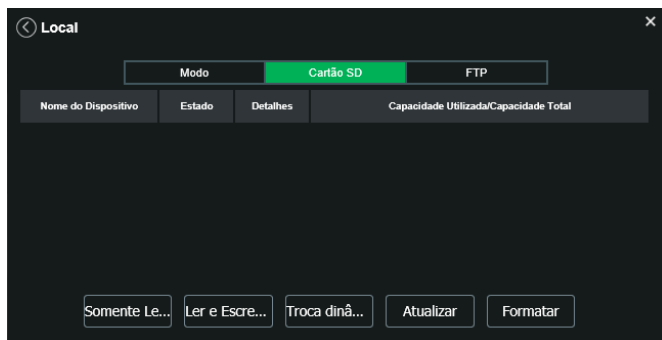 Local
Modo Cartão SD FTP
Nome do Dispositivo Estado Detalhes Capacidade Utilizada/Capacidade Total
Somente Le... Ler e Escre... Troca dinâ... Atualizar Formatar